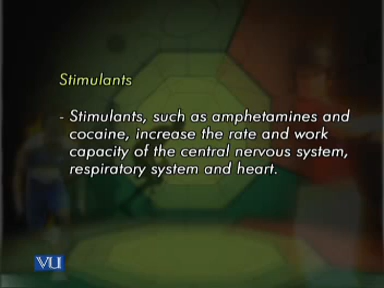 Stimulants
- Stimulants, such as amphetamines and
cocaine, increase the rate and work
capacity of the central nervous system,
respiratory system and heart.
VU